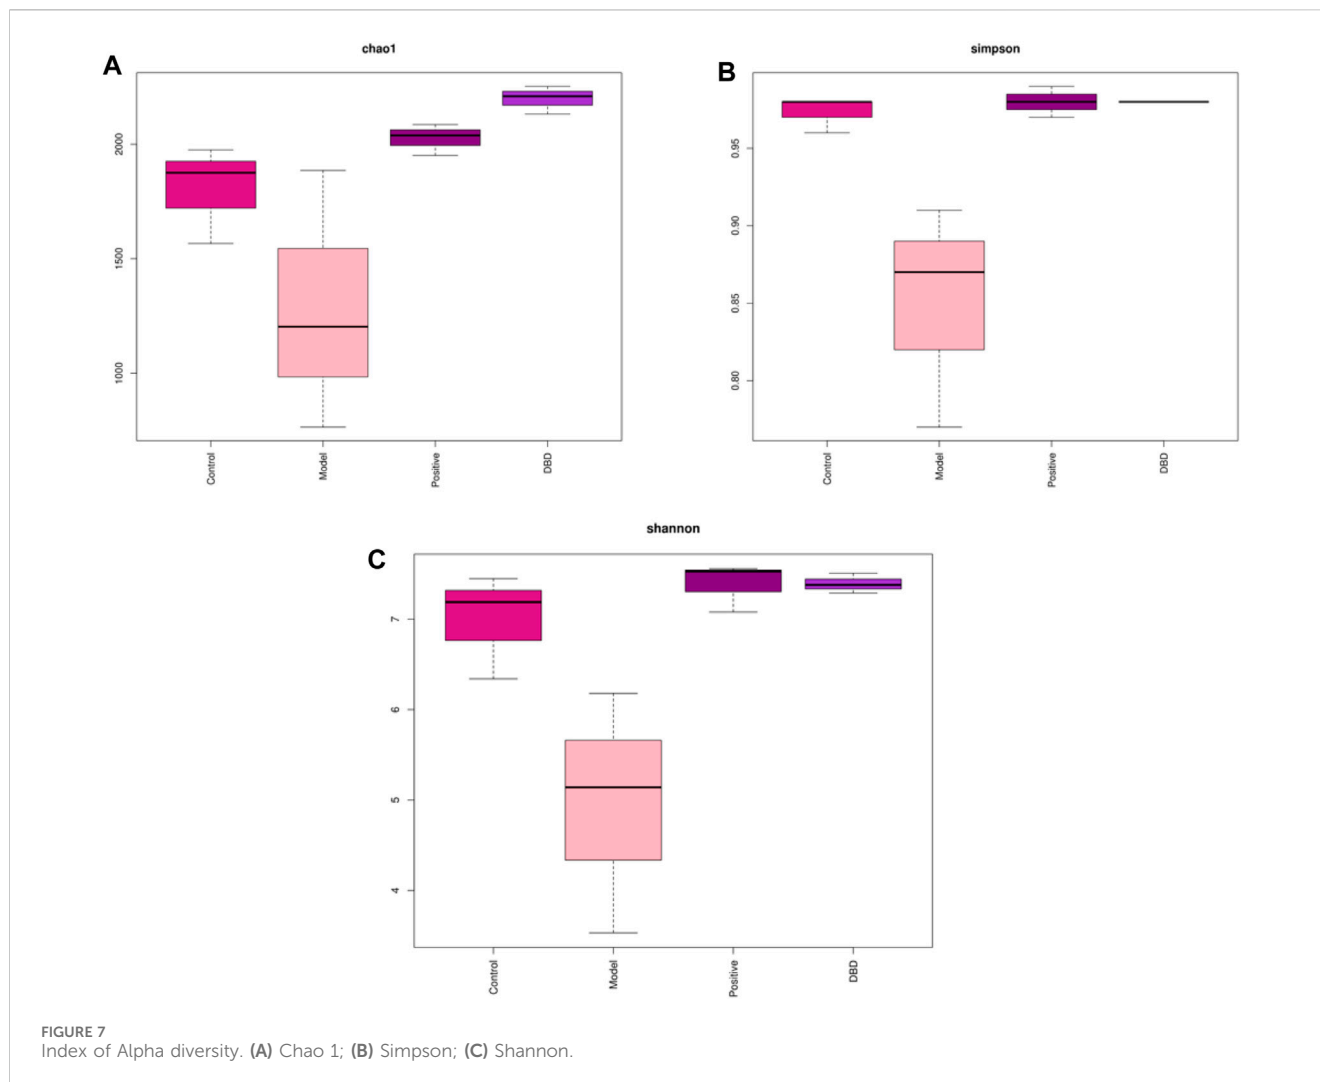 chao1
A
2000
1500
1000
Control
Model
Positive
DBD
simpson
B
0.95
0.90
0.85
0.80
Control
Model
Positive
DBD
shannon
C
7
6
5
4
Control
Model
Positive
DBD
FIGURE 7
Index of Alpha diversity. (A) Chao 1; (B) Simpson; (C) Shannon.